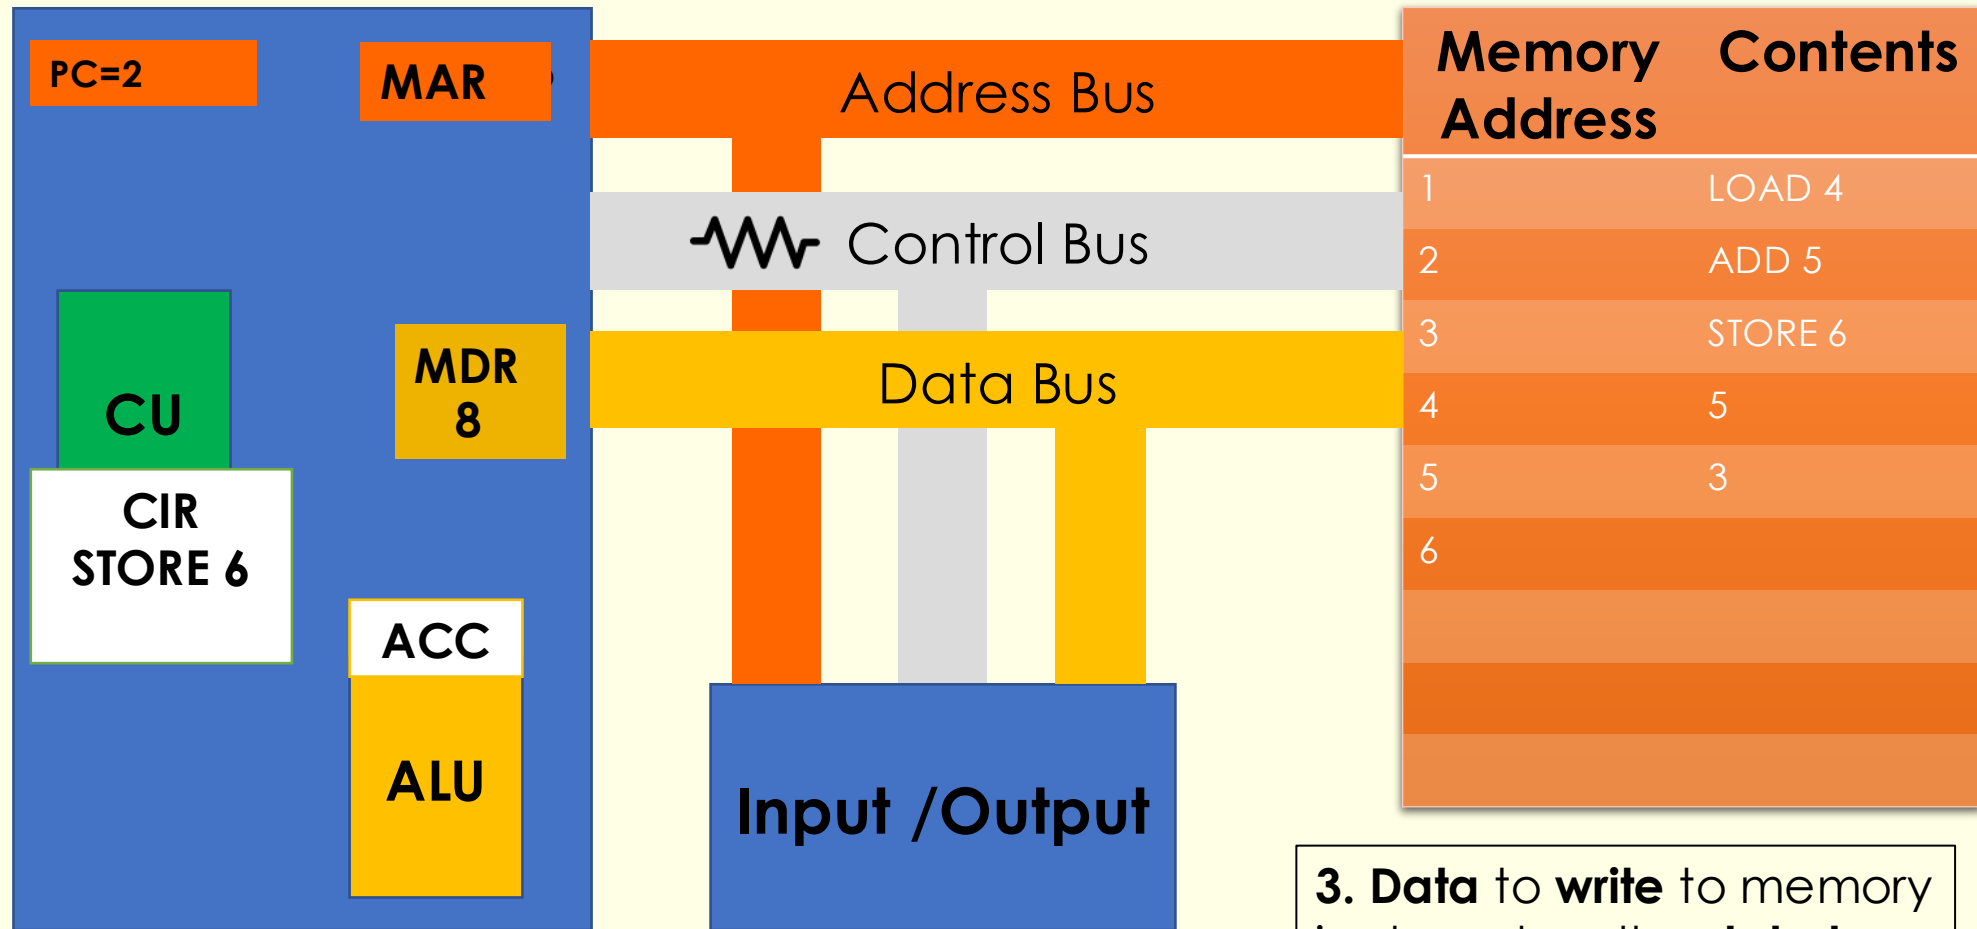 PC=2
MAR
Address Bus
Memory Contents
Address
1 LOAD 4
2 ADD 5
3 STORE 6
4 5
5 3
6
Control Bus
Data Bus
MDR
8
CU
CIR
STORE 6
ACC
ALU
Input /Output
3. Data to write to memory